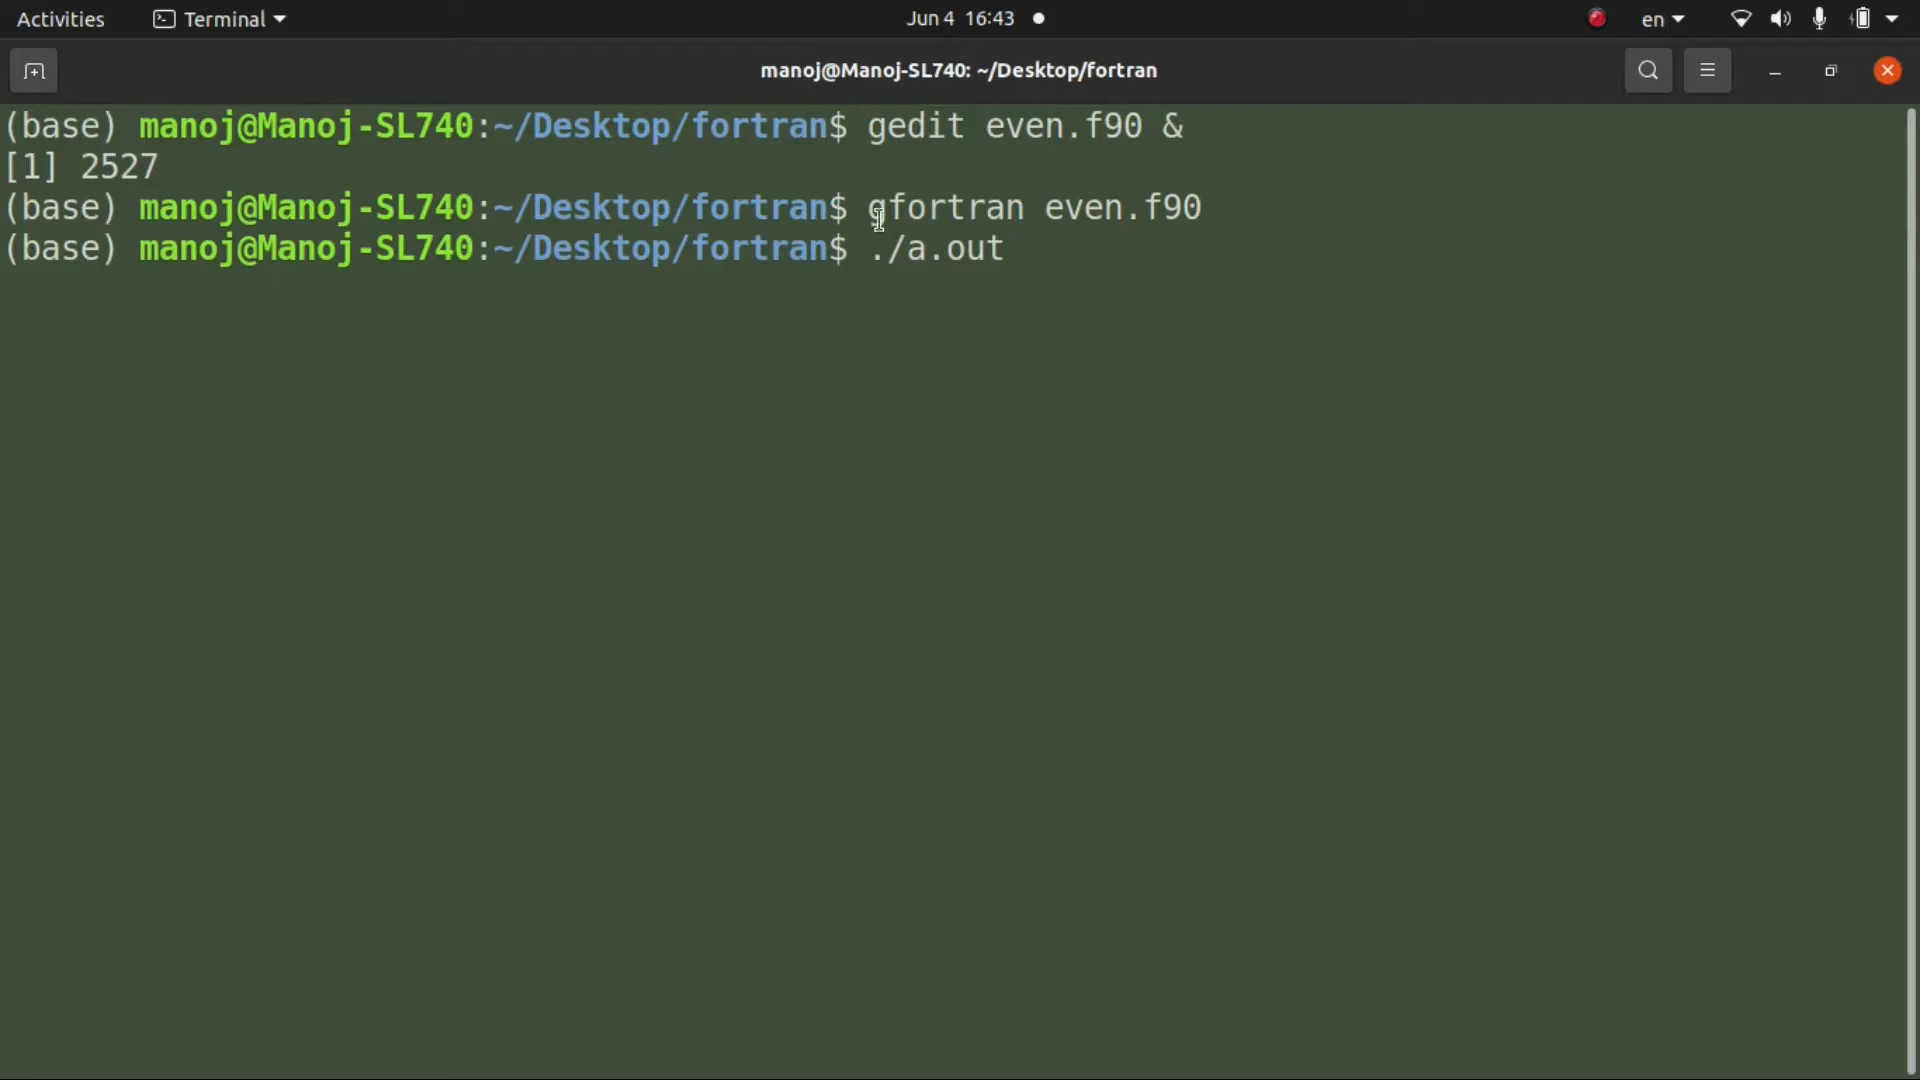 Activities Terminal Jun 4 16:43 en
manoj@Manoj-SL740: ~/Desktop/fortran
(base) manoj@Manoj-SL740:~/Desktop/fortran$ gedit even.f90 &
[1] 2527
(base) manoj@Manoj-SL740:~/Desktop/fortran$ gfortran even.f90
(base) manoj@Manoj-SL740:~/Desktop/fortran$ ./a.out